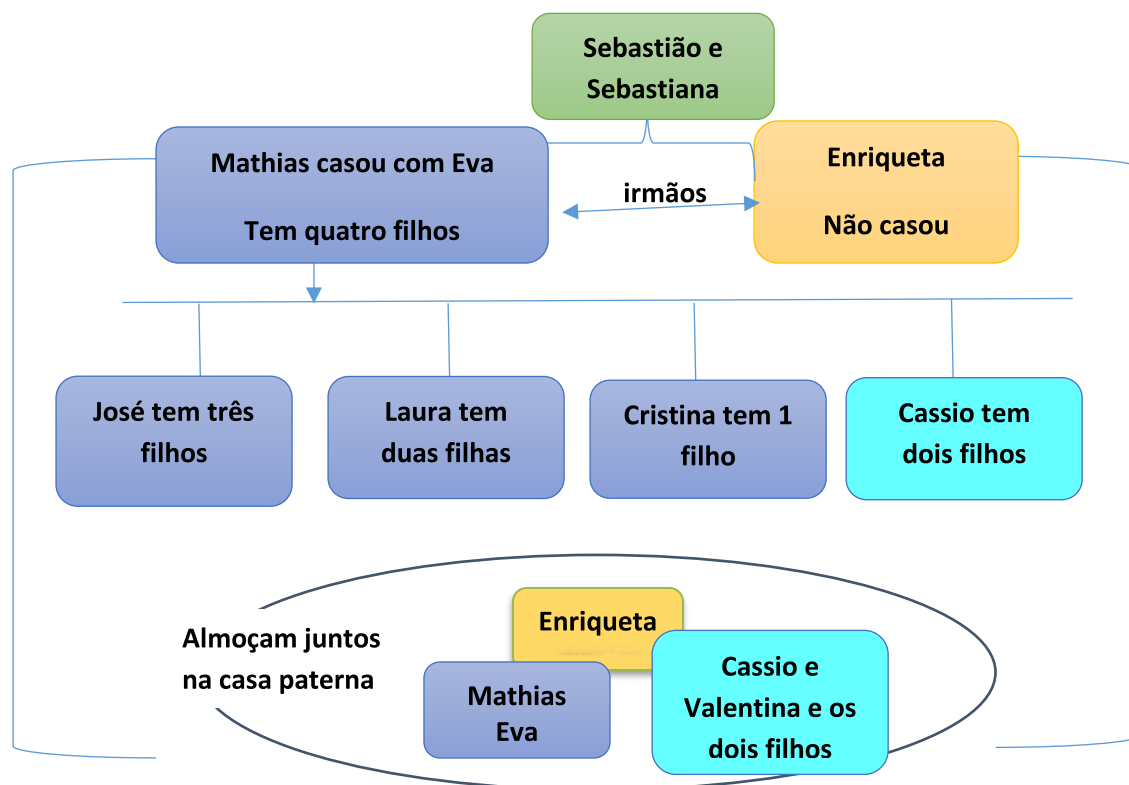 Sebastião e
Sebastiana
Mathias casou com Eva
Tem quatro filhos
irmãos
Enriqueta
Não casou
José tem três
filhos
Laura tem
duas filhas
Cristina tem 1
filho
Cassio tem
dois filhos
Almoçam juntos
na casa paterna
Enriqueta
Mathias
Eva
Cassio e
Valentina e os
dois filhos